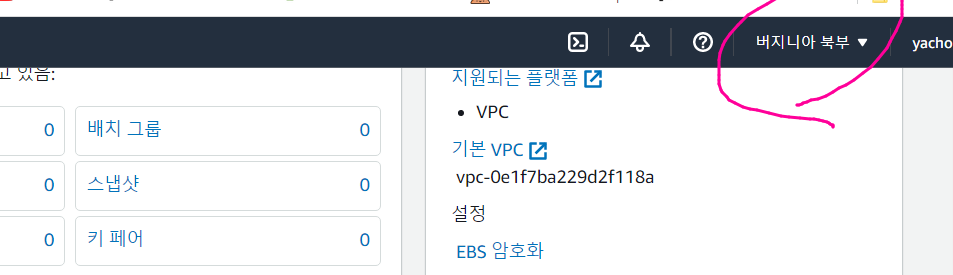 버지니아 북부 ▼
yacho
고 있음:
지원되는 플랫폼
0
배치 그룹
0
• VPC
기본 VPC
0
스냅샷
0
vpc-0e1f7ba229d2f118a
설정
0
키 페어
0
EBS 암호화